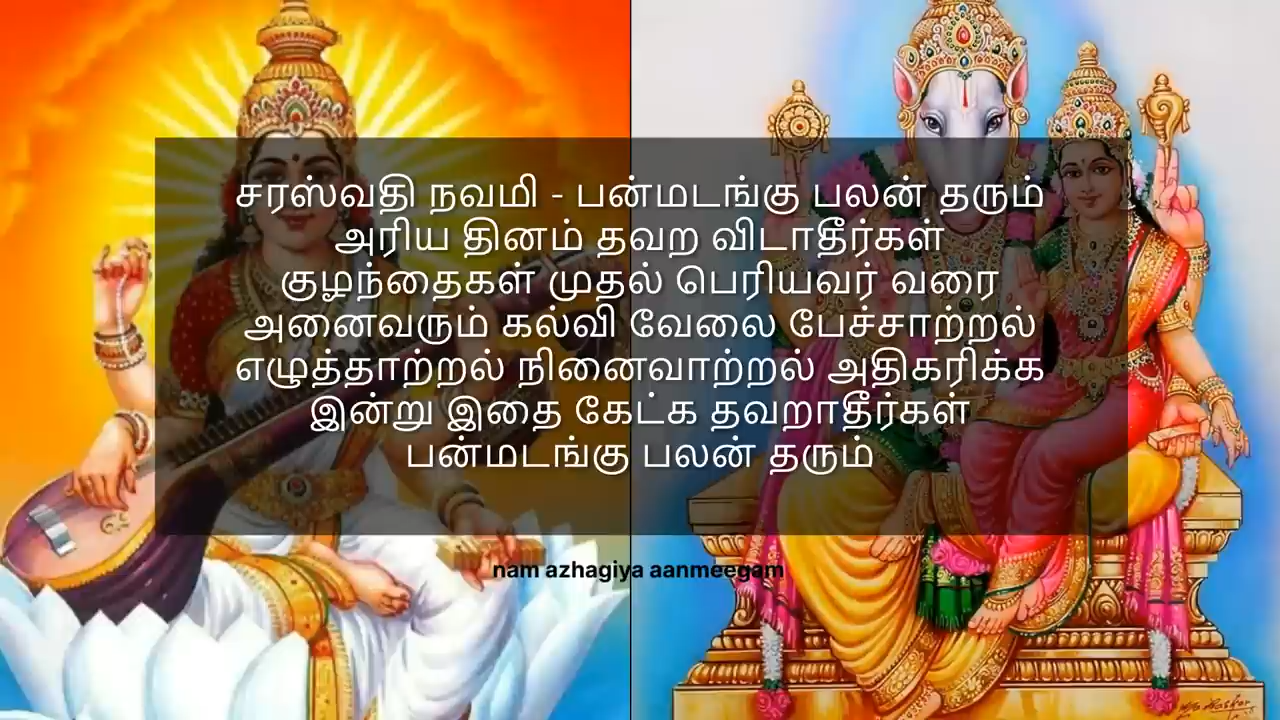 சரஸ்வதி நவமி - பன்மடங்கு பலன் தரும்
அரிய தினம் தவற விடாதீர்கள்
குழந்தைகள் முதல் பெரியவர் வரை
அனைவரும் கல்வி வேலை பேச்சாற்றல்
எழுத்தாற்றல் நினைவாற்றல் அதிகரிக்க
இன்று இதை கேட்க தவறாதீர்கள்
பன்மடங்கு பலன் தரும்
nam azhagiya aanmeegam